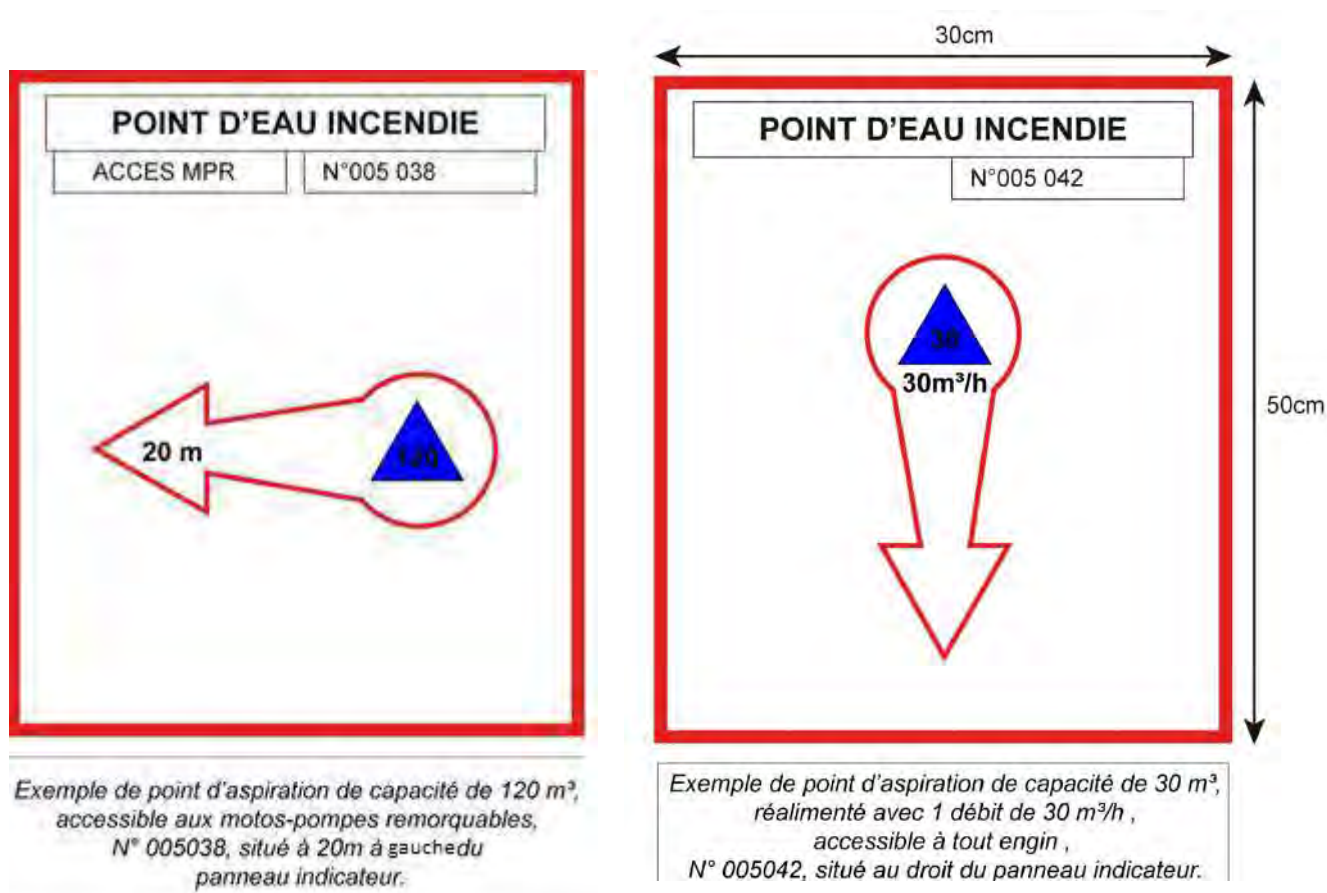 POINT D'EAU INCENDIE
ACCES MPR
N°005 038
20 m
120
Exemple de point d'aspiration de capacité de 120 m³,
accessible aux motos-pompes remorquables,
N° 005038, situé à 20m à gauchedu
panneau indicateur.
30cm
POINT D'EAU INCENDIE
N°005 042
30
30m³/h
50cm
Exemple de point d'aspiration de capacité de 30 m³,
réalimenté avec 1 débit de 30 m³/h ,
accessible à tout engin ,
N° 005042, situé au droit du panneau indicateur.